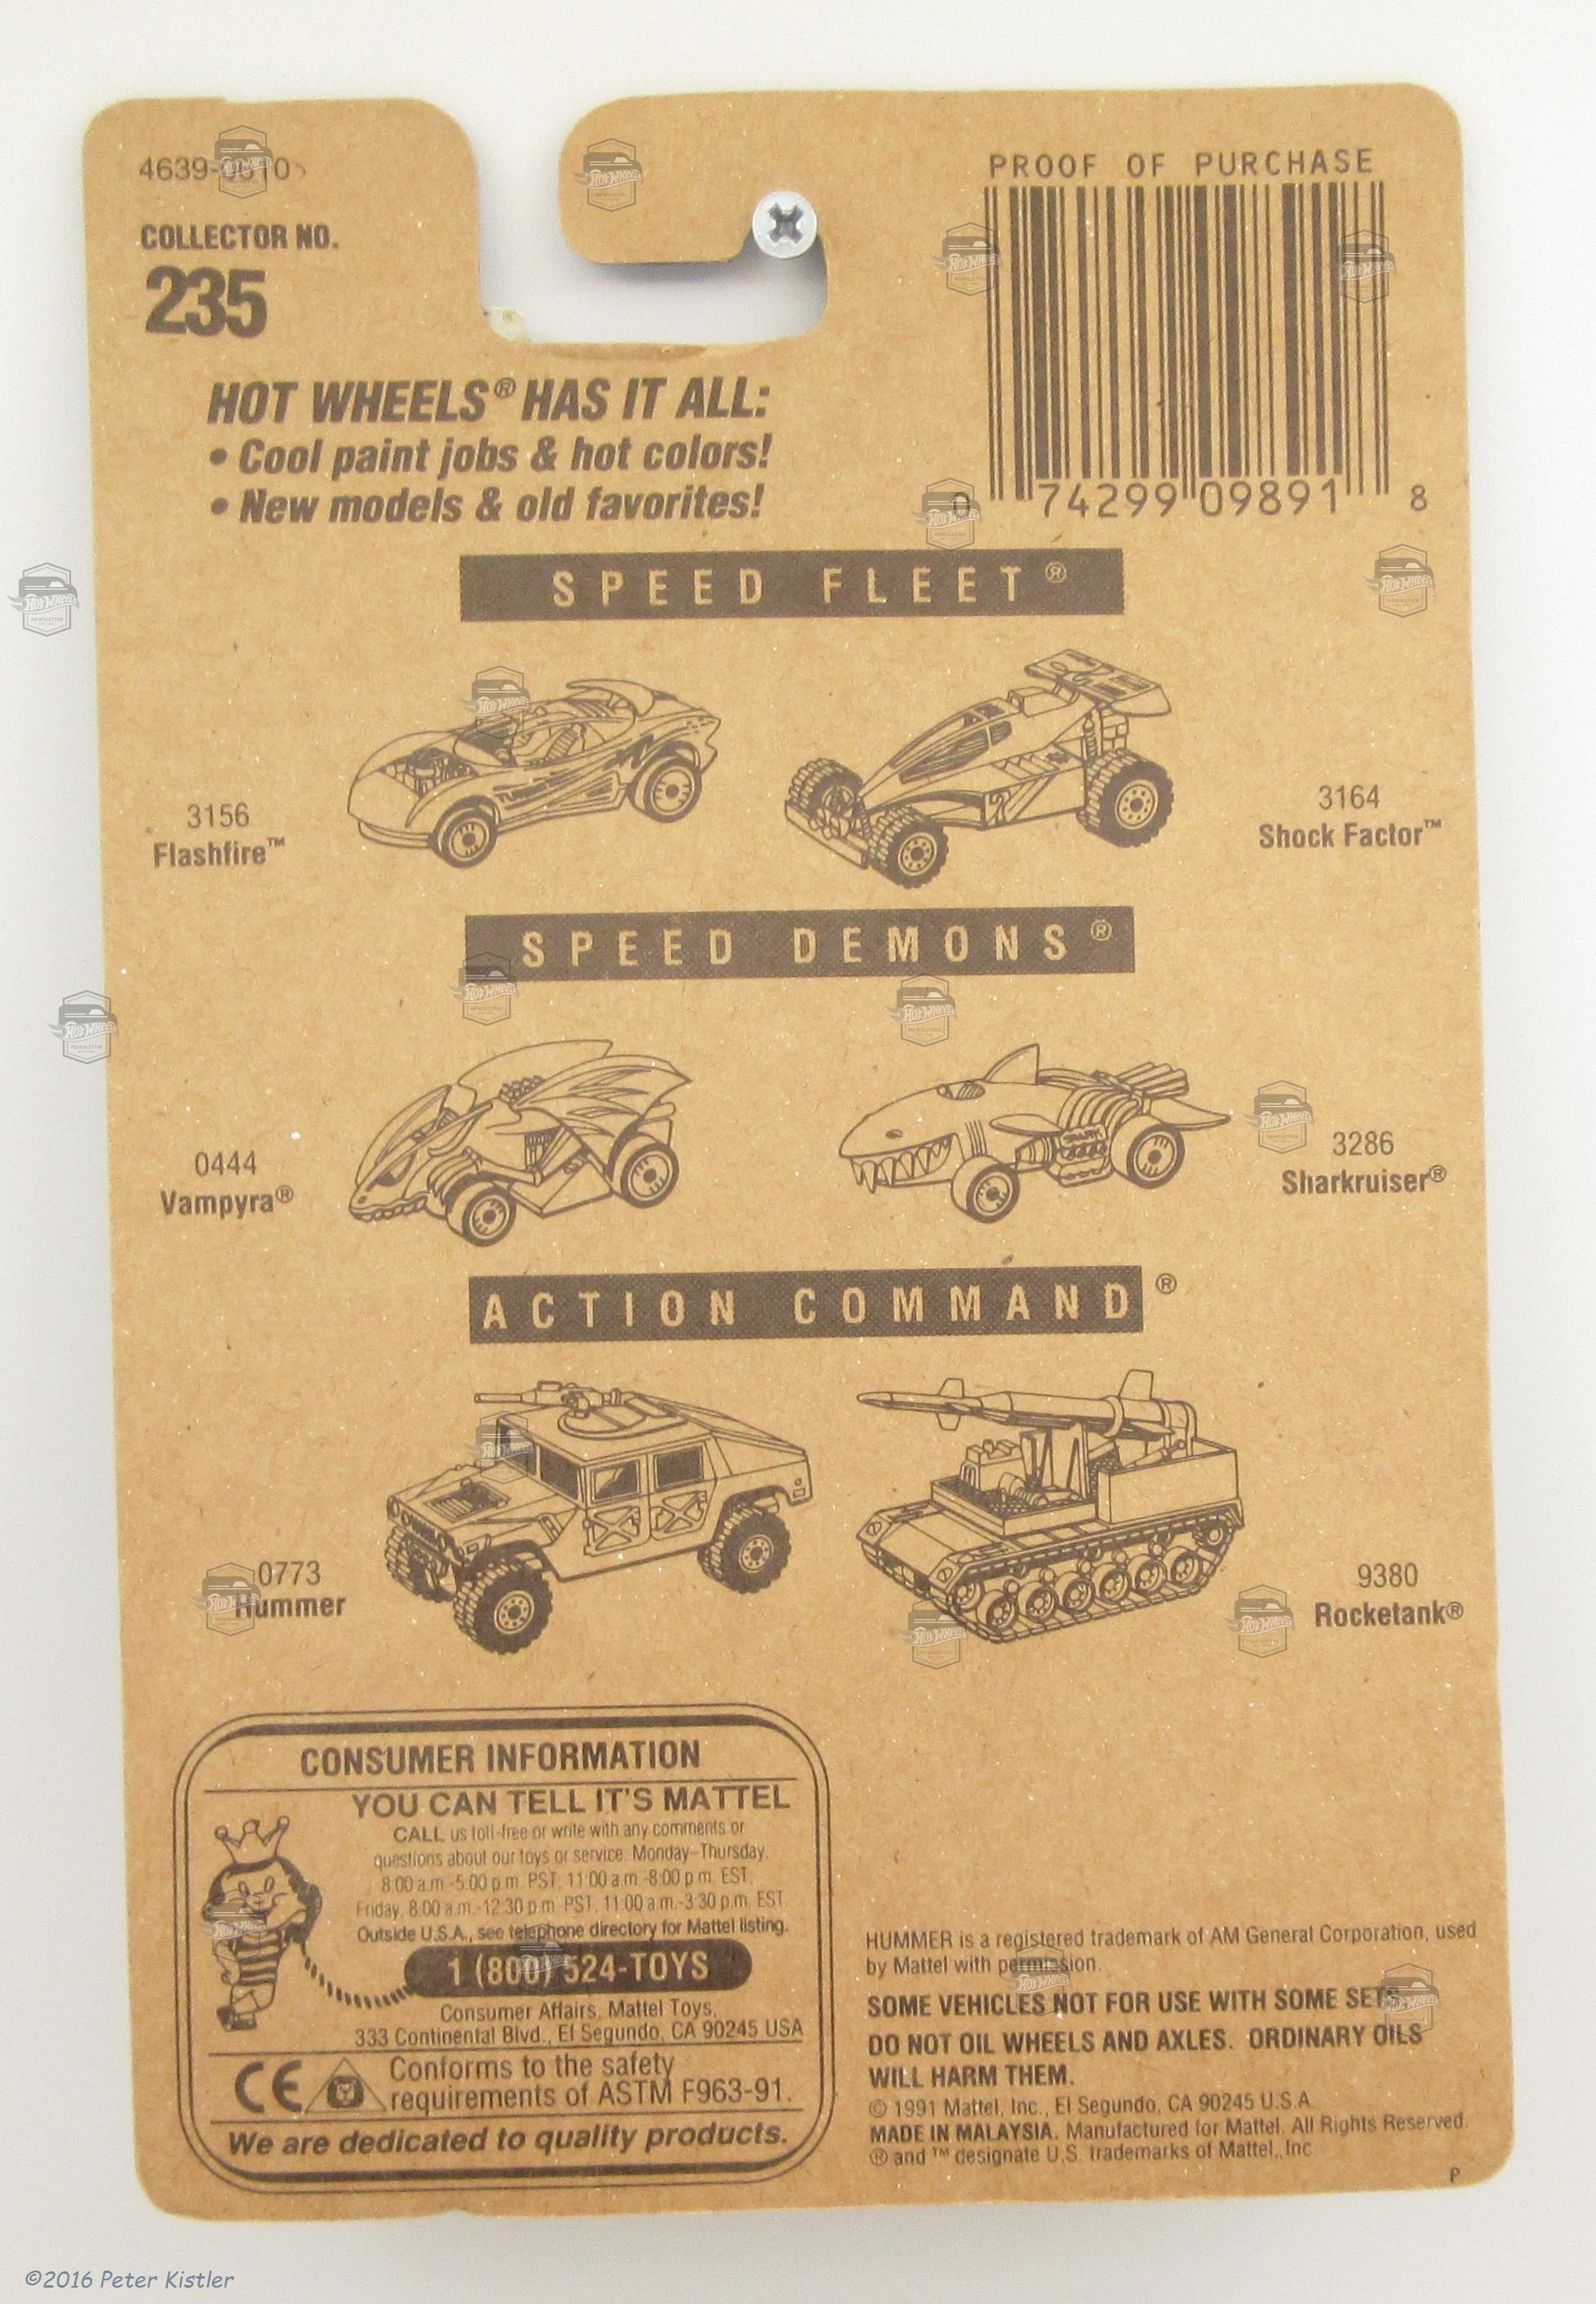 COLLECTOR NO.
235
PROOF OF PURCHASE
0 74299 09891 8
HOT WHEELS® HAS IT ALL:
• Cool paint jobs & hot colors!
• New models & old favorites!
SPEED FLEET®
3156
Flashfire™
3164
Shock Factor™
SPEED DEMONS®
0444
Vampyra®
3286
Sharkruiser®
ACTION COMMAND®
0773
Hummer
9380
Rocketank®
CONSUMER INFORMATION
YOU CAN TELL IT'S MATTEL
CALL us toll-free or write with any comments or
questions about our toys or service. Monday–Thursday,
8:00 a.m.-5:00 p.m. PST, 11:00 a.m.-8:00 p.m. EST,
Friday, 8:00 a.m.-12:30 p.m. PST, 11:00 a.m.-3:30 p.m. EST.
Outside U.S.A., see telephone directory for Mattel listing.
1 (800) 524-TOYS
Consumer Affairs, Mattel Toys,
333 Continental Blvd., El Segundo, CA 90245 USA
CE
Conforms to the safety
requirements of ASTM F963-91.
We are dedicated to quality products.
HUMMER is a registered trademark of AM General Corporation, used
by Mattel with permission.
SOME VEHICLES NOT FOR USE WITH SOME SETS.
DO NOT OIL WHEELS AND AXLES. ORDINARY OILS
WILL HARM THEM.
© 1991 Mattel, Inc., El Segundo, CA 90245 U.S.A.
MADE IN MALAYSIA. Manufactured for Mattel. All Rights Reserved.
® and ™ designate U.S. trademarks of Mattel, Inc.
P
©2016 Peter Kistler